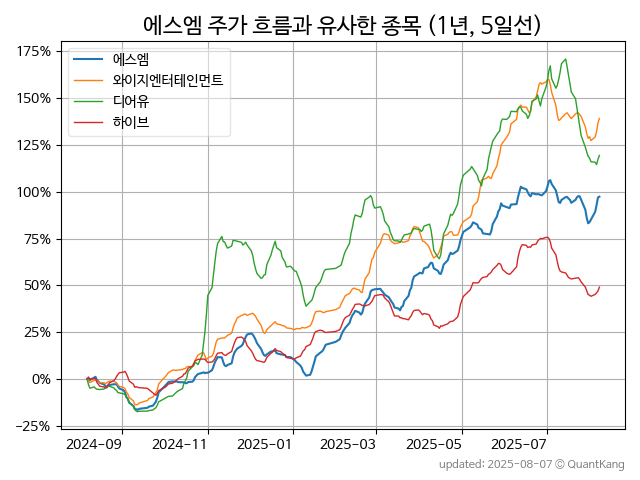 에스엠 주가 흐름과 유사한 종목 (1년, 5일선)
175%
150%
125%
100%
75%
50%
25%
0%
−25%
에스엠
와이지엔터테인먼트
디어유
하이브
2024-09
2024-11
2025-01
2025-03
2025-05
2025-07
updated: 2025-08-07 © QuantKang